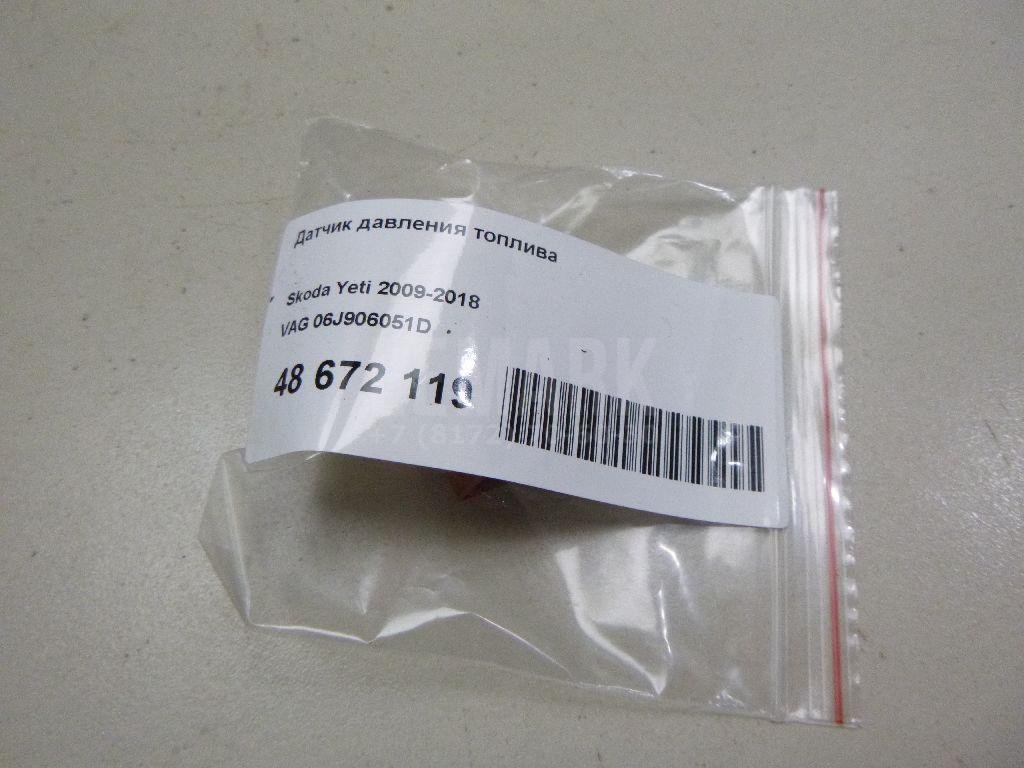 Датчик давления топлива
Skoda Yeti 2009-2018
VAG 06J906051D
48 672 119